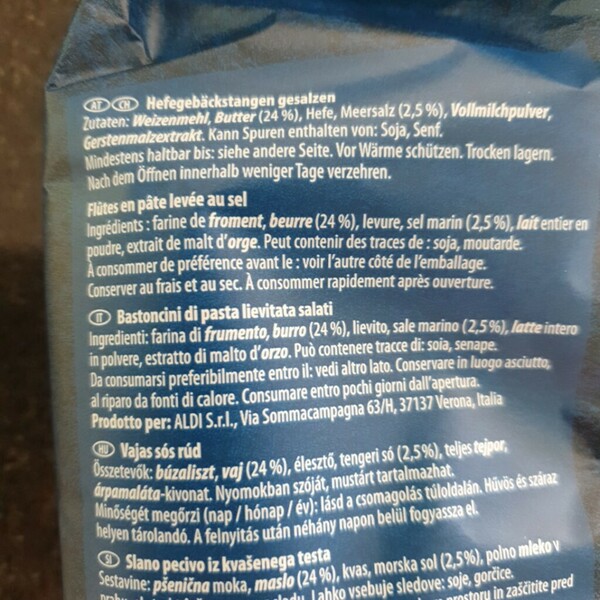 AT CH Hefegebäckstangen gesalzen
Zutaten: Weizenmehl, Butter (24 %), Hefe, Meersalz (2,5 %), Vollmilchpulver,
Gerstenmalzextrakt. Kann Spuren enthalten von: Soja, Senf.
Mindestens haltbar bis: siehe andere Seite. Vor Wärme schützen. Trocken lagern.
Nach dem Öffnen innerhalb weniger Tage verzehren.
Flûtes en pâte levée au sel
Ingrédients : farine de froment, beurre (24 %), levure, sel marin (2,5 %), lait entier en
poudre, extrait de malt d'orge. Peut contenir des traces de : soja, moutarde.
À consommer de préférence avant le : voir l'autre côté de l'emballage.
Conserver au frais et au sec. À consommer rapidement après ouverture.
IT Bastoncini di pasta lievitata salati
Ingredienti: farina di frumento, burro (24 %), lievito, sale marino (2,5 %), latte intero
in polvere, estratto di malto d'orzo. Può contenere tracce di: soia, senape.
Da consumarsi preferibilmente entro il: vedi altro lato. Conservare in luogo asciutto,
al riparo da fonti di calore. Consumare entro pochi giorni dall'apertura.
Prodotto per: ALDI S.r.l., Via Sommacampagna 63/H, 37137 Verona, Italia
HU Vajas sós rúd
Összetevők: búzaliszt, vaj (24 %), élesztő, tengeri só (2,5%), teljes tejpor,
árpamaláta-kivonat. Nyomokban szóját, mustárt tartalmazhat.
Minőségét megőrzi (nap / hónap / év): lásd a csomagolás túloldalán. Hűvös és száraz
helyen tárolandó. A felnyitás után néhány napon belül fogyassza el.
SI Slano pecivo iz kvašenega testa
Sestavine: pšenična moka, maslo (24 %), kvas, morska sol (2,5%), polno mleko v
Lahko vsebuje sledove: soje, gorčice.
prostoru in zaščitite pred